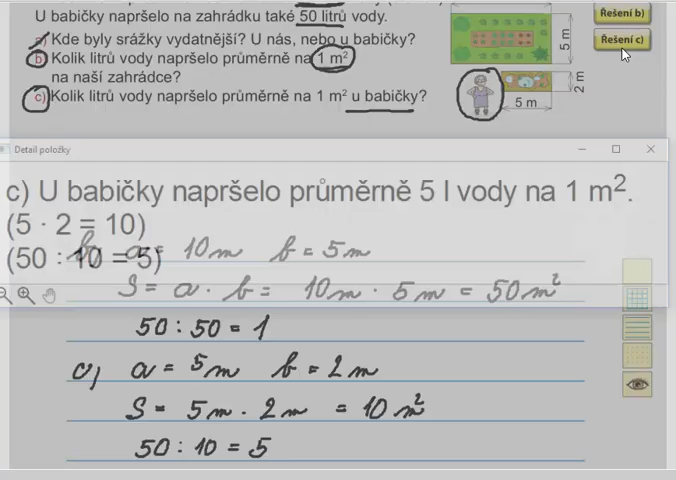 U babičky napršelo na zahrádku také 50 litrů vody.
a) Kde byly srážky vydatnější? U nás, nebo u babičky?
b) Kolik litrů vody napršelo průměrně na 1 m²
na naší zahrádce?
c) Kolik litrů vody napršelo průměrně na 1 m² u babičky?
5 m
2 m
5 m
Řešení b)
Řešení c)
Detail položky
c) U babičky napršelo průměrně 5 l vody na 1 m².
(5 · 2 = 10)
(50 : 10 = 5)
b) a = 10 m b = 5 m
S = a · b = 10 m · 5 m = 50 m²
50 : 50 = 1
c) a = 5 m b = 2 m
S = 5 m · 2 m = 10 m²
50 : 10 = 5